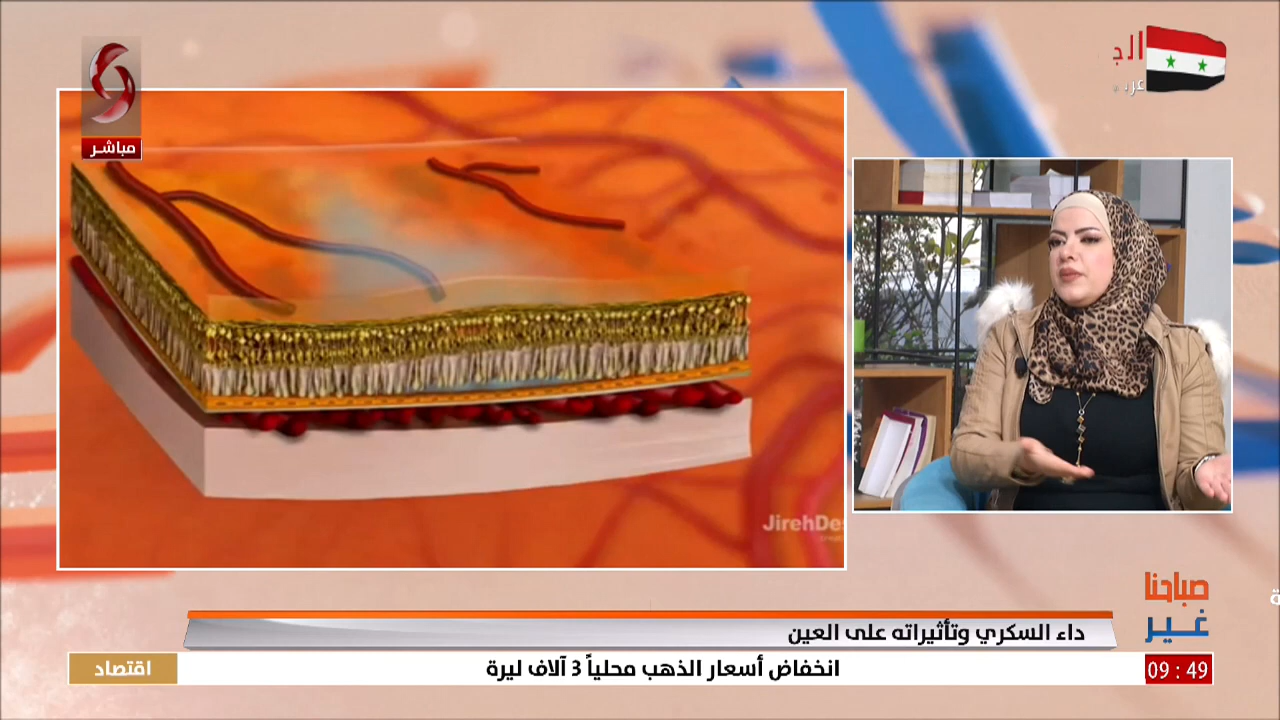 مباشر
الج
JirehDes
صباحنا
غير
داء السكري وتأثيراته على العين
اقتصاد
انخفاض أسعار الذهب محلياً 3 آلاف ليرة
09 : 49